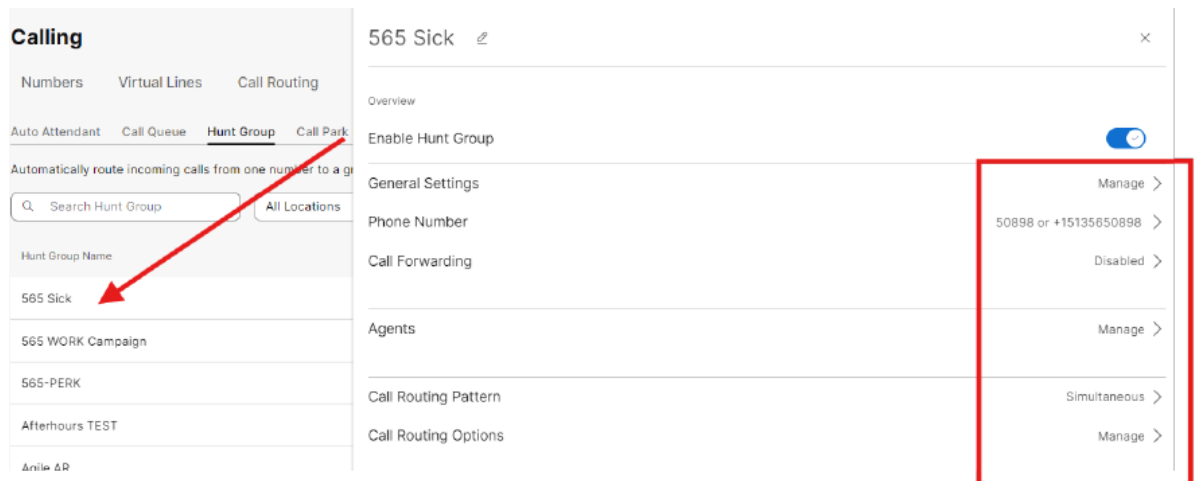 Calling
Numbers Virtual Lines Call Routing
Auto Attendant Call Queue Hunt Group Call Park
Automatically route incoming calls from one number to a gr
Search Hunt Group All Locations
Hunt Group Name
565 Sick
565 WORK Campaign
565-PERK
Afterhours TEST
Agile AR
565 Sick
Overview
Enable Hunt Group
General Settings Manage
Phone Number 50898 or +15135650898
Call Forwarding Disabled
Agents Manage
Call Routing Pattern Simultaneous
Call Routing Options Manage